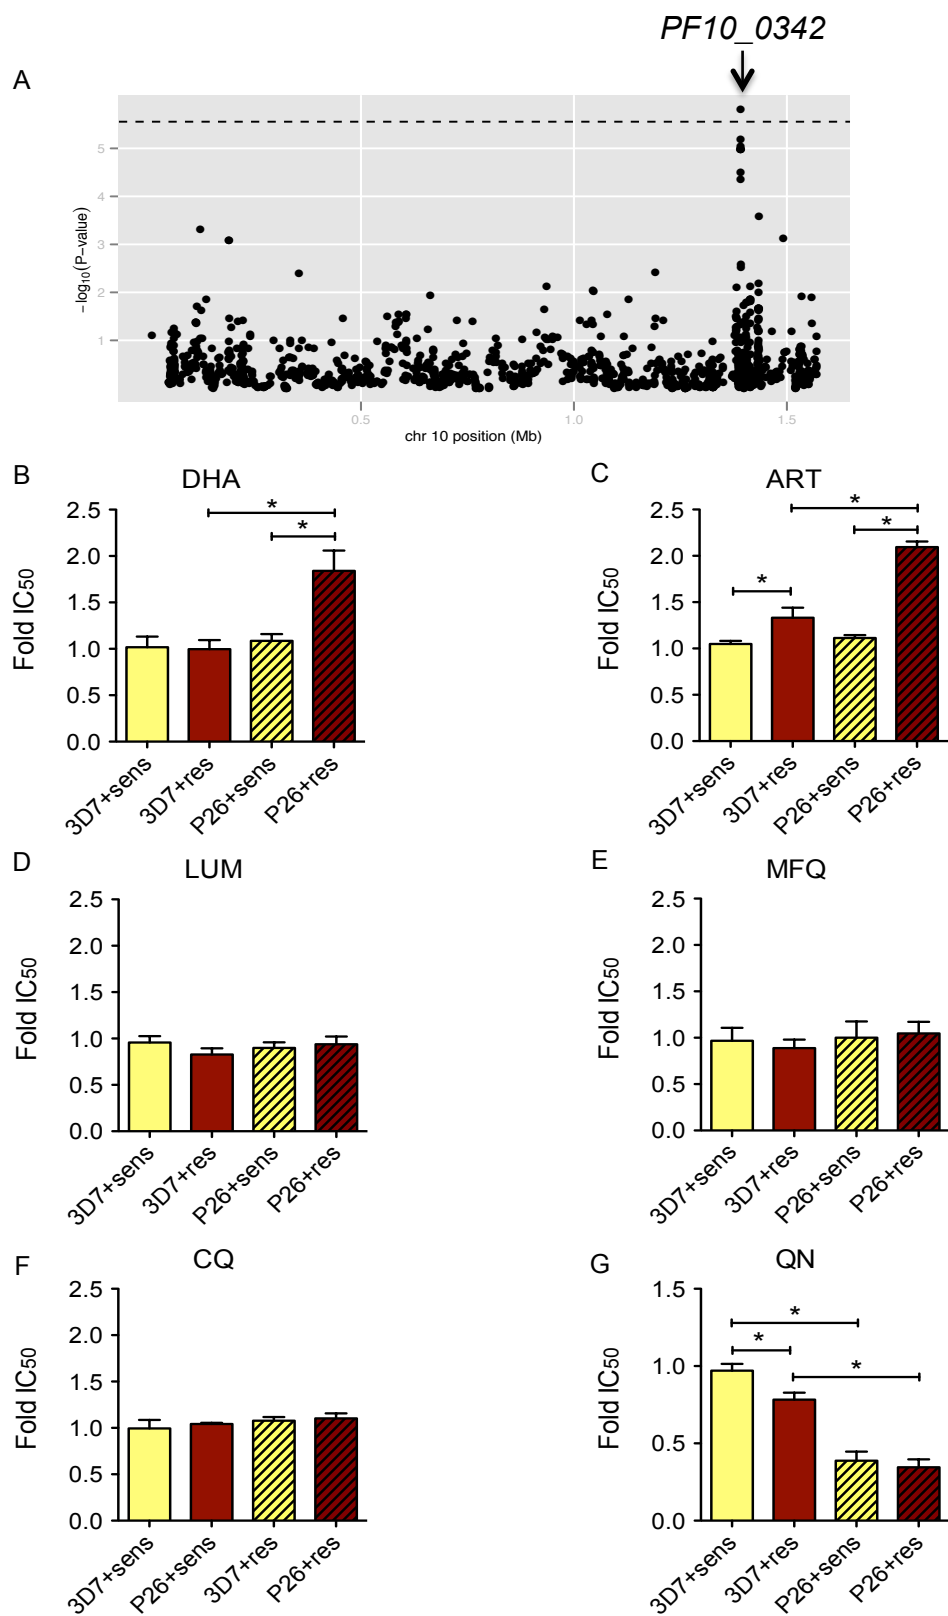 PF10_0342
A
5
4
3
2
1
-log10(P-value)
0.5 1.0 1.5
chr 10 position (Mb)
B DHA
2.5
2.0
1.5
1.0
0.5
0.0
Fold IC50
* *
3D7+sens 3D7+res P26+sens P26+res
C ART
2.5
2.0
1.5
1.0
0.5
0.0
Fold IC50
* * *
3D7+sens 3D7+res P26+sens P26+res
D LUM
2.5
2.0
1.5
1.0
0.5
0.0
Fold IC50
3D7+sens 3D7+res P26+sens P26+res
E MFQ
2.5
2.0
1.5
1.0
0.5
0.0
Fold IC50
3D7+sens 3D7+res P26+sens P26+res
F CQ
2.5
2.0
1.5
1.0
0.5
0.0
Fold IC50
3D7+sens P26+sens 3D7+res P26+res
G QN
1.5
1.0
0.5
0.0
Fold IC50
* * *
3D7+sens 3D7+res P26+sens P26+res